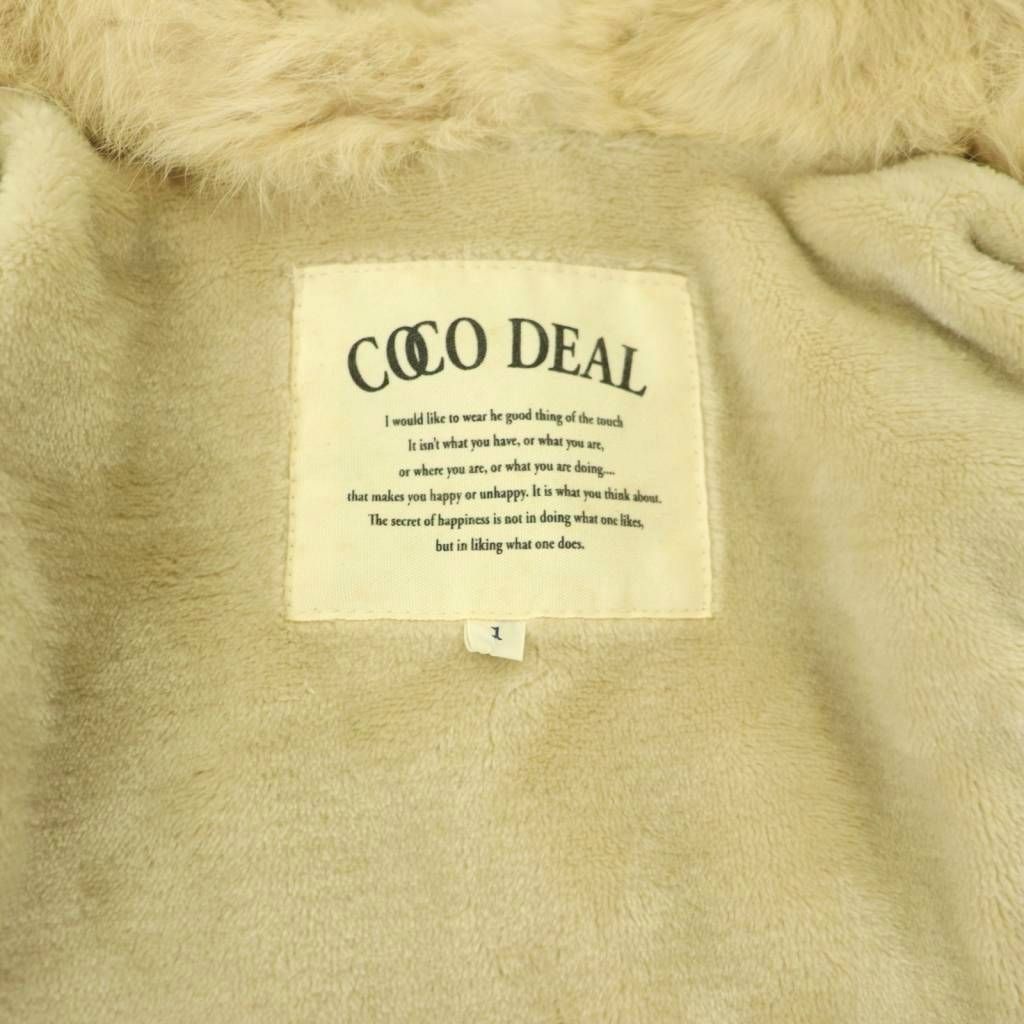 COCO DEAL
I would like to wear he good thing of the touch
It isn't what you have, or what you are,
or where you are, or what you are doing....
that makes you happy or unhappy. It is what you think about.
The secret of happiness is not in doing what one likes,
but in liking what one does.
1